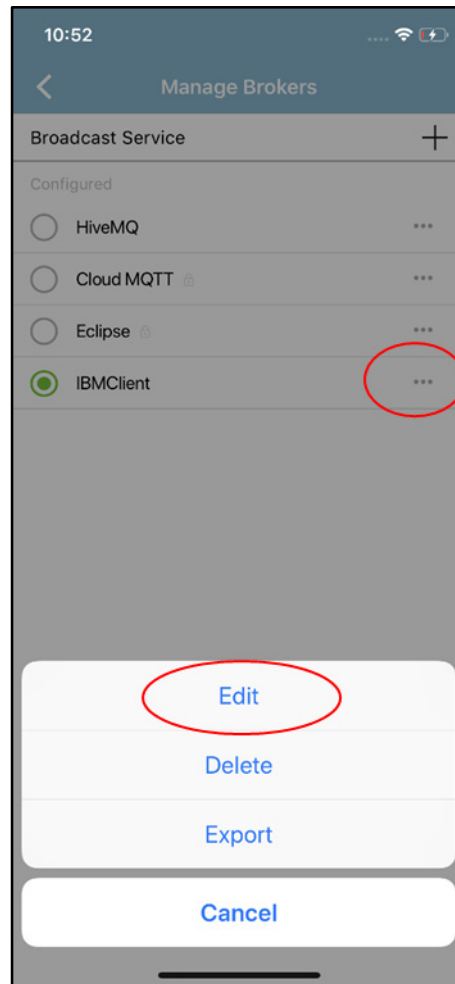 10:52
Manage Brokers
Broadcast Service
Configured
HiveMQ
Cloud MQTT
Eclipse
IBMClient
Edit
Delete
Export
Cancel